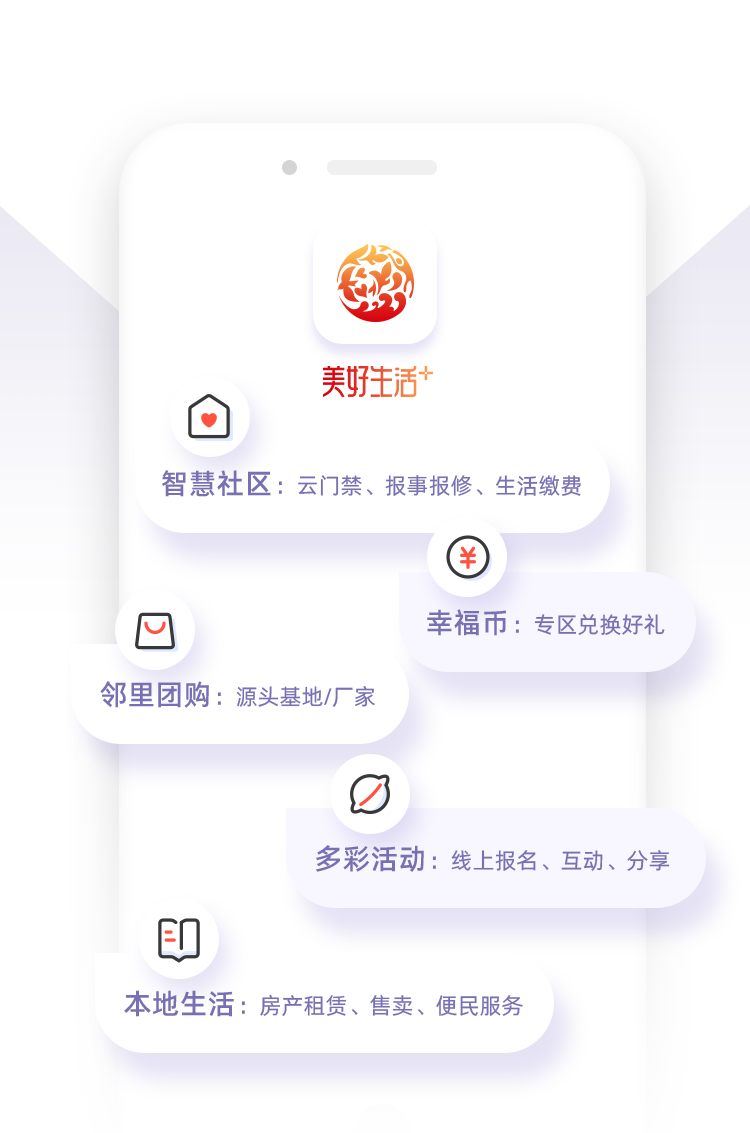 美好生活+
智慧社区：云门禁、报事报修、生活缴费
¥
幸福币：专区兑换好礼
邻里团购：源头基地/厂家
多彩活动：线上报名、互动、分享
本地生活：房产租赁、售卖、便民服务